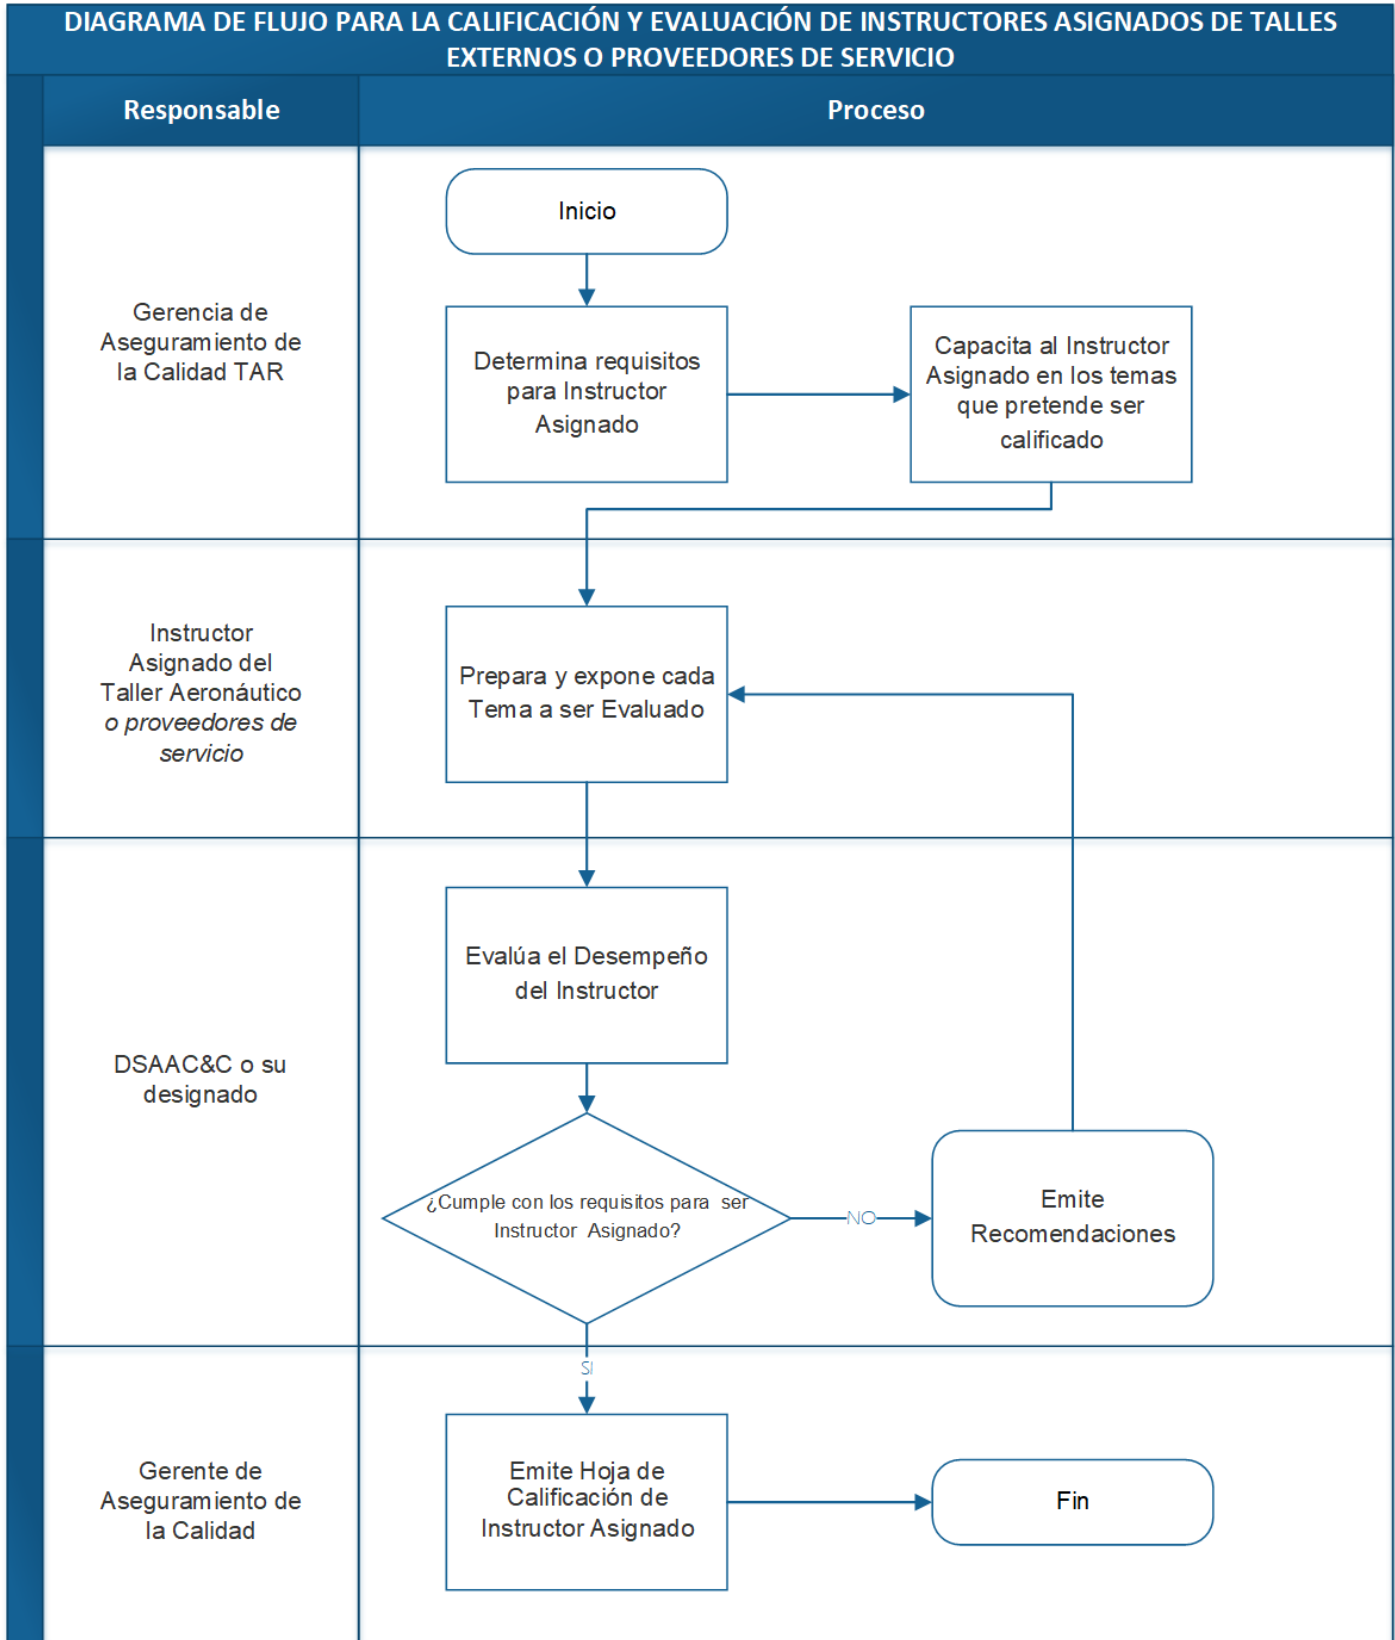 DIAGRAMA DE FLUJO PARA LA CALIFICACIÓN Y EVALUACIÓN DE INSTRUCTORES ASIGNADOS DE TALLES
EXTERNOS O PROVEEDORES DE SERVICIO
Responsable
Proceso
Gerencia de
Aseguramiento de
la Calidad TAR
Inicio
Determina requisitos
para Instructor
Asignado
Capacita al Instructor
Asignado en los temas
que pretende ser
calificado
Instructor
Asignado del
Taller Aeronáutico
o proveedores de
servicio
Prepara y expone cada
Tema a ser Evaluado
DSAAC&C o su
designado
Evalúa el Desempeño
del Instructor
¿Cumple con los requisitos para ser
Instructor Asignado?
NO
Emite
Recomendaciones
SI
Gerente de
Aseguramiento de
la Calidad
Emite Hoja de
Calificación de
Instructor Asignado
Fin